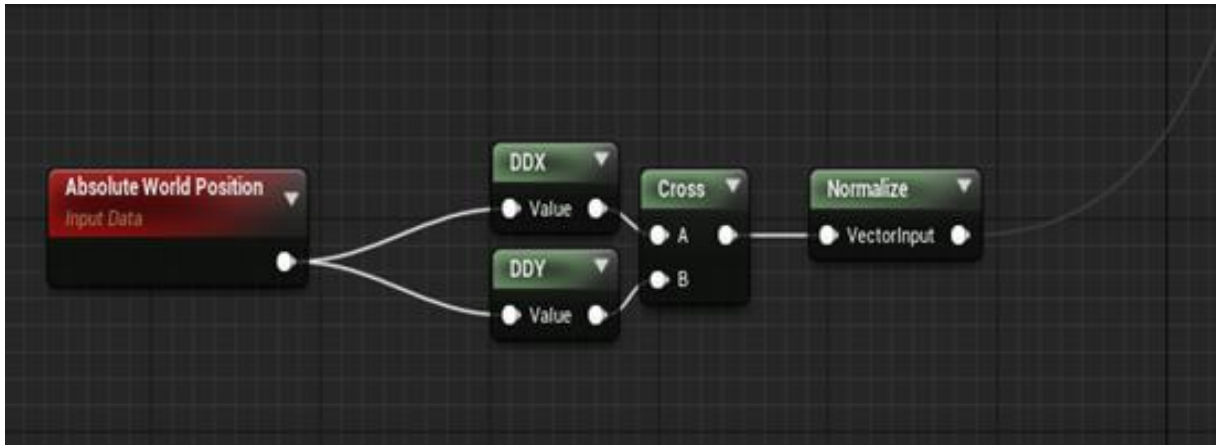 Absolute World Position
Input Data
DDX
Value
DDY
Value
Cross
A
B
Normalize
VectorInput